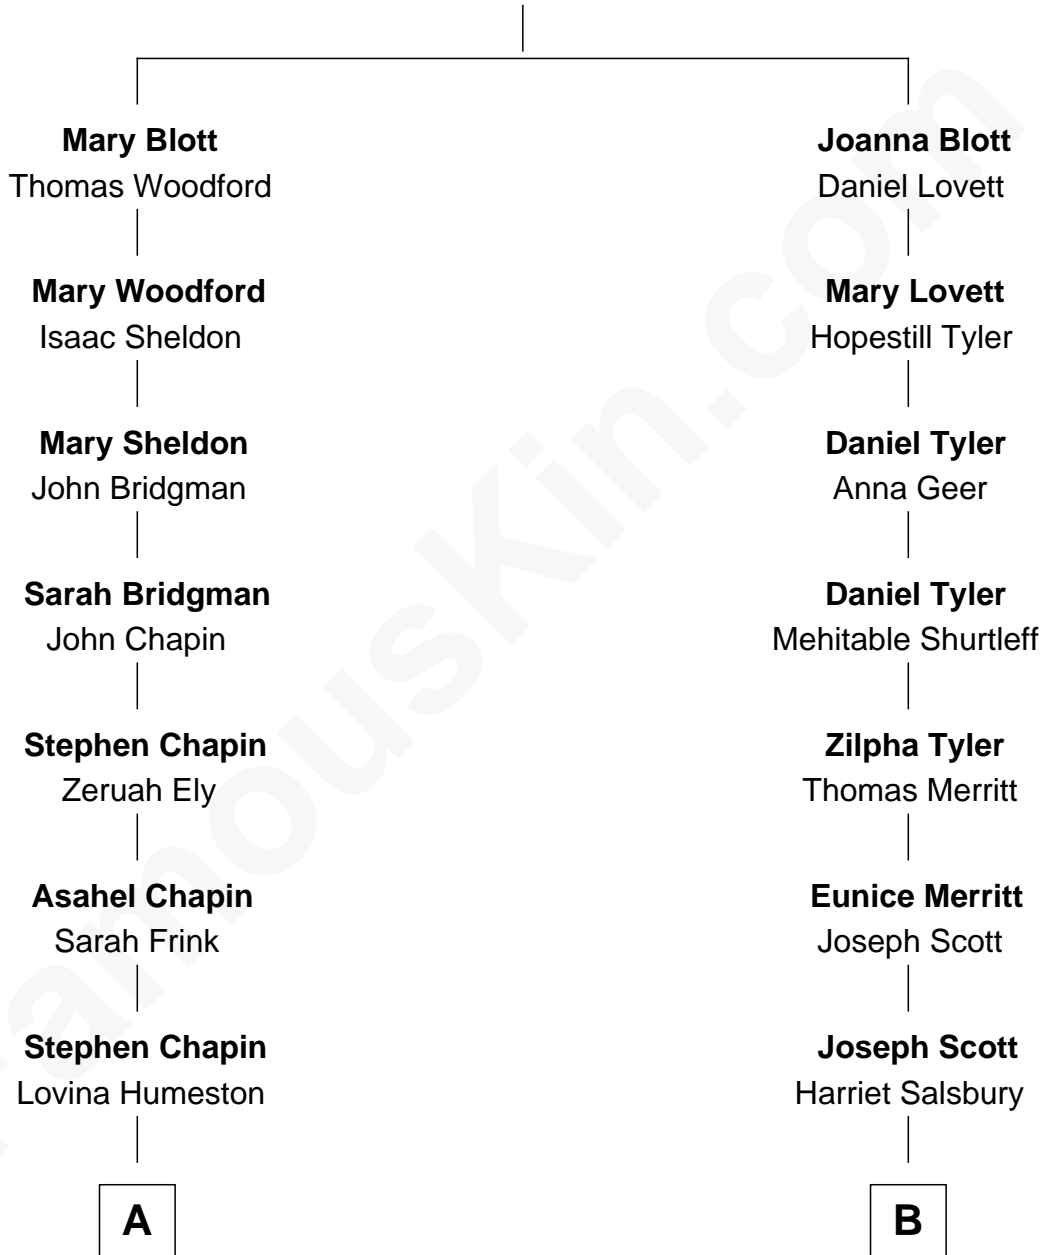 Mary Blott
Thomas Woodford
Mary Woodford
Isaac Sheldon
Mary Sheldon
John Bridgman
Sarah Bridgman
John Chapin
Stephen Chapin
Zeruah Ely
Asahel Chapin
Sarah Frink
Stephen Chapin
Lovina Humeston
A
Joanna Blott
Daniel Lovett
Mary Lovett
Hopestill Tyler
Daniel Tyler
Anna Geer
Daniel Tyler
Mehitable Shurtleff
Zilpha Tyler
Thomas Merritt
Eunice Merritt
Joseph Scott
Joseph Scott
Harriet Salsbury
B
FamousKin.com